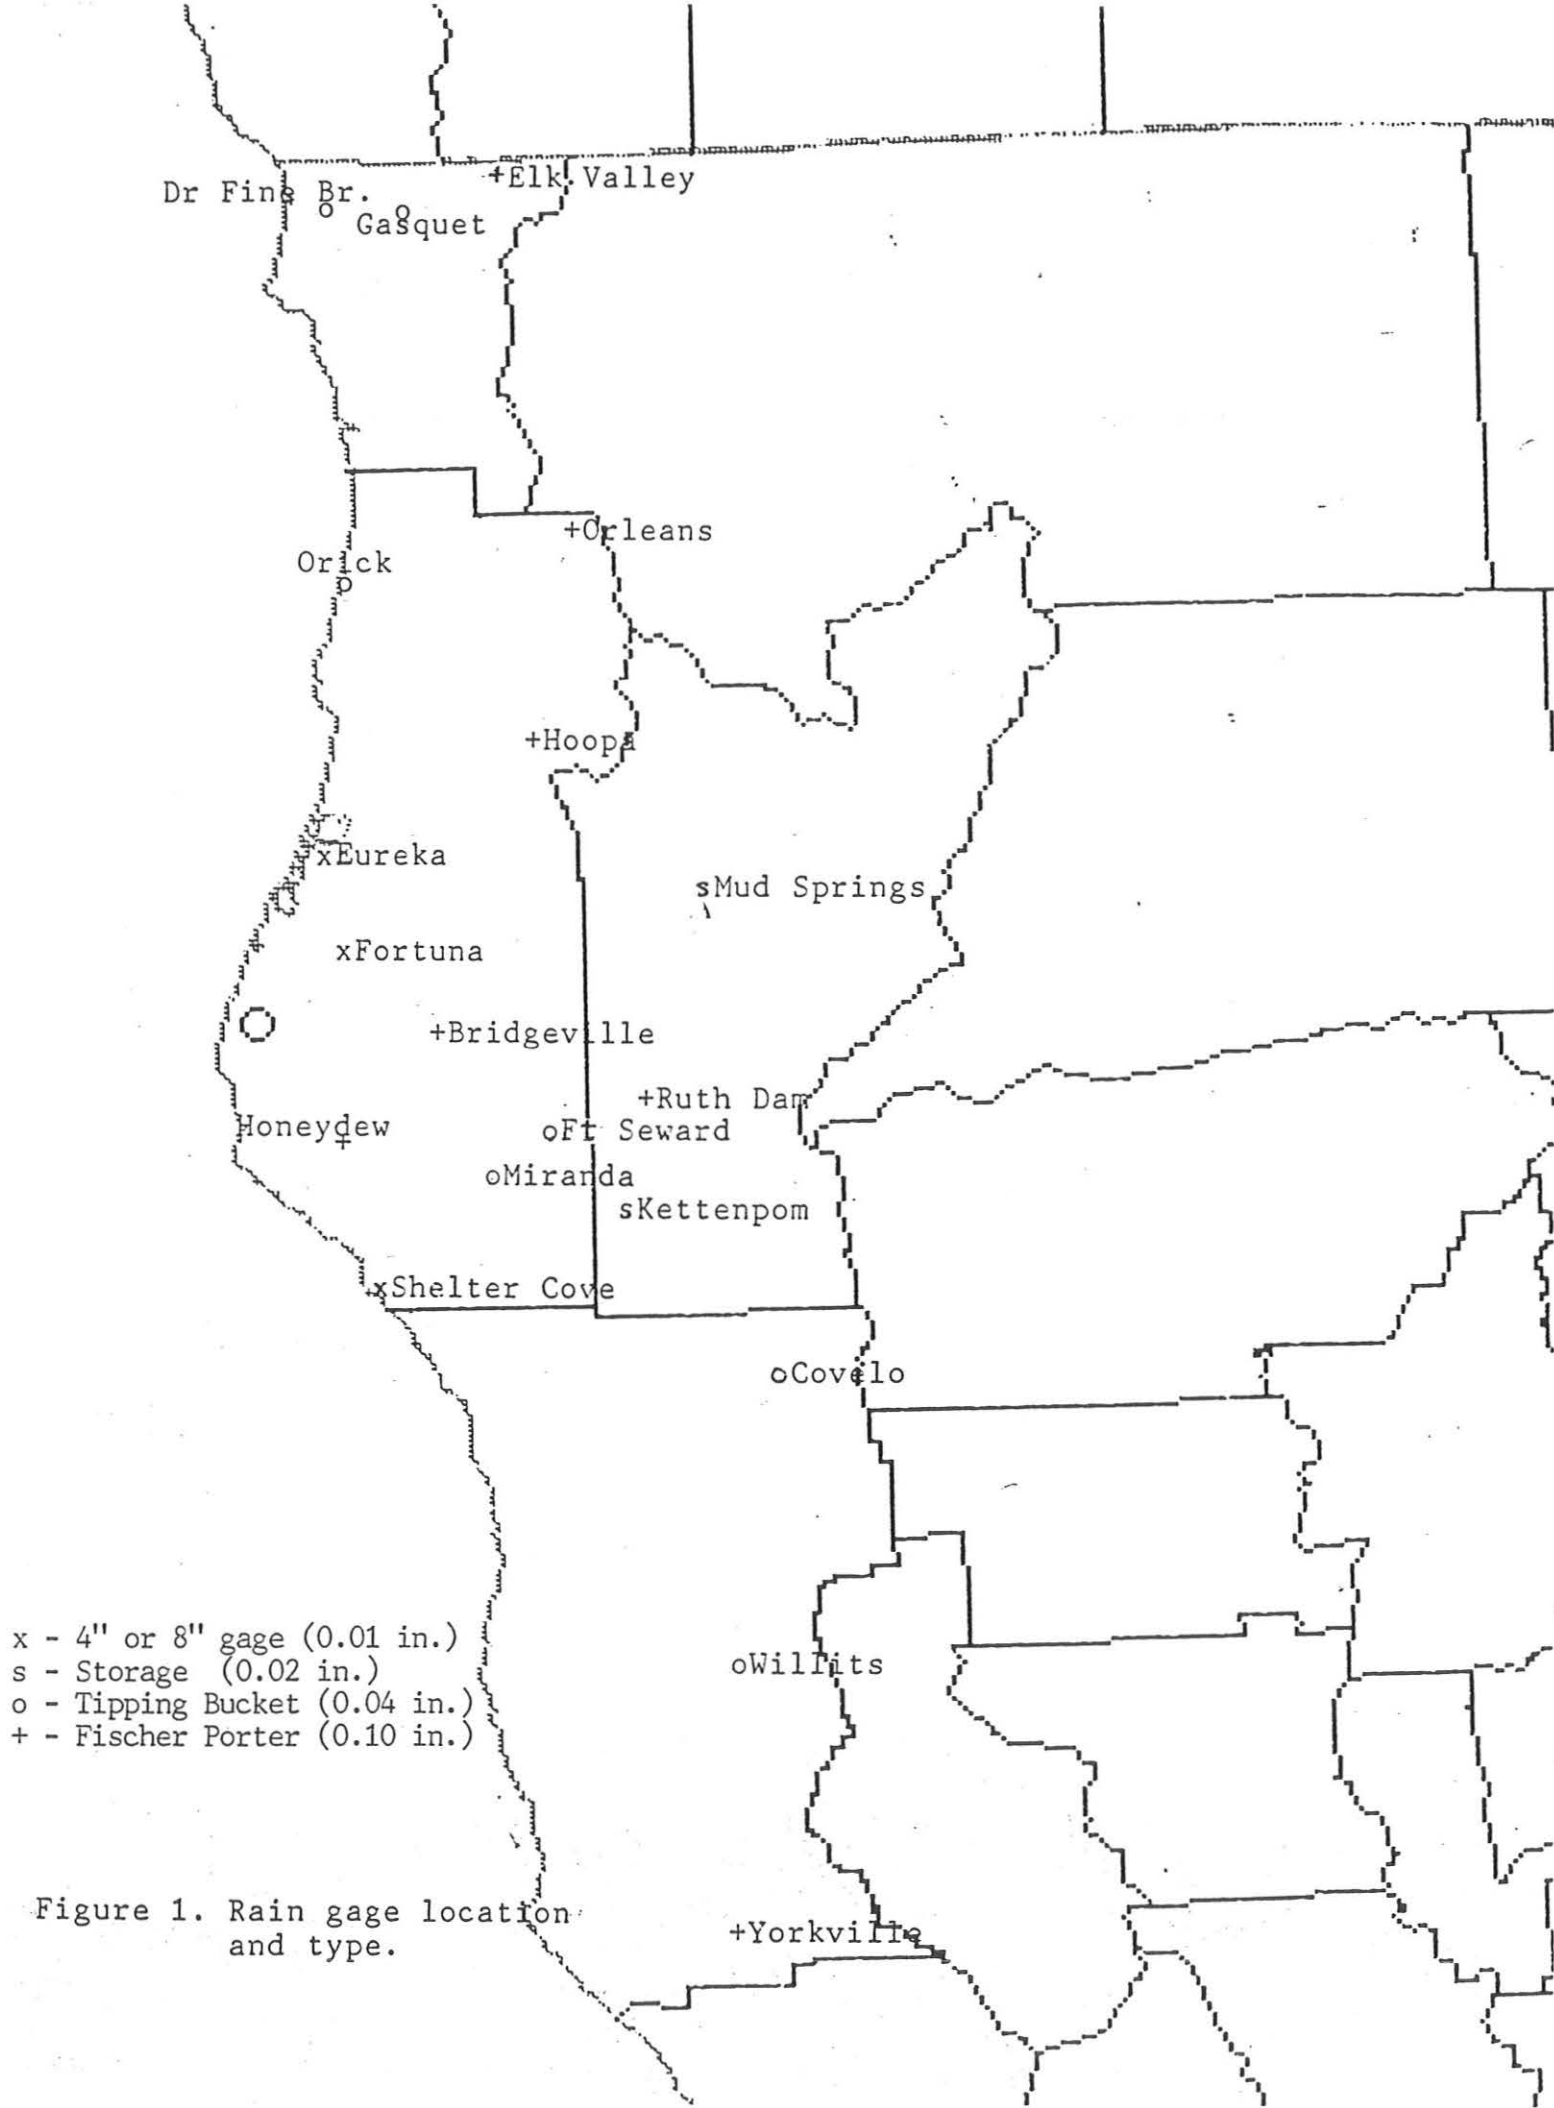 +Elk Valley
Dr Fine Br.
o
o
Gasquet
+Orleans
Orick
o
+Hoopa
xEureka
sMud Springs
xFortuna
+Bridgeville
+Ruth Dam
Honeydew
+
oFt Seward
oMiranda
sKettenpom
xShelter Cove
oCovelo
x - 4" or 8" gage (0.01 in.)
oWillits
s - Storage (0.02 in.)
o - Tipping Bucket (0.04 in.)
+ - Fischer Porter (0.10 in.)
Figure 1. Rain gage location
and type.
+Yorkville